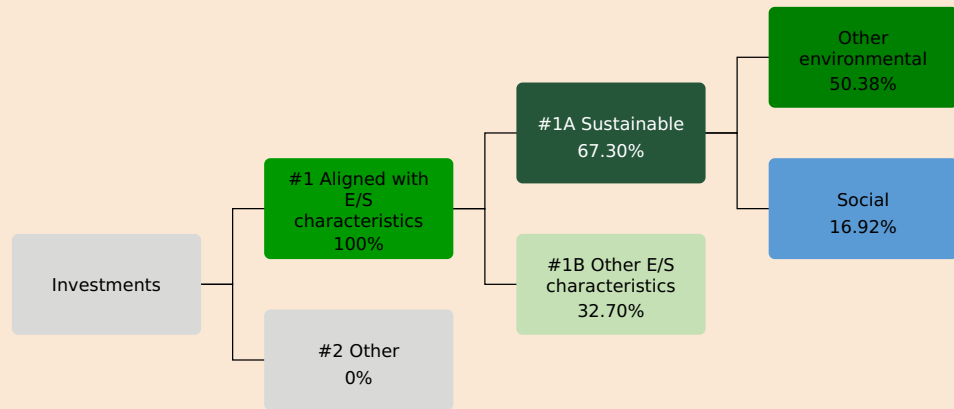 Investments
#1 Aligned with
E/S
characteristics
100%
#2 Other
0%
#1A Sustainable
67.30%
#1B Other E/S
characteristics
32.70%
Other
environmental
50.38%
Social
16.92%